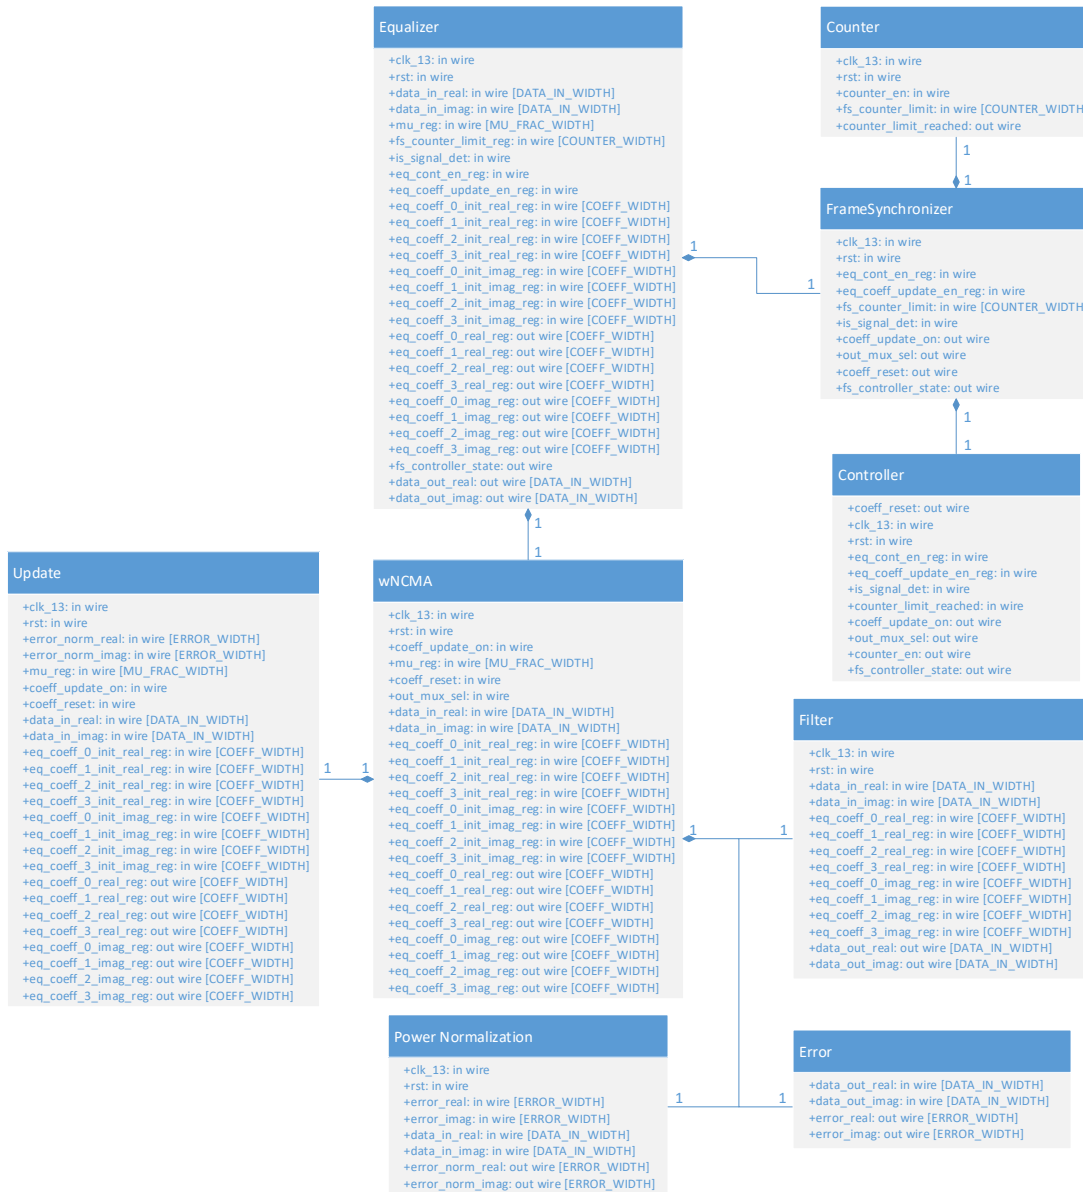 Equalizer
+clk_13: in wire
+rst: in wire
+data_in_real: in wire [DATA_IN_WIDTH]
+data_in_imag: in wire [DATA_IN_WIDTH]
+mu_reg: in wire [MU_FRAC_WIDTH]
+fs_counter_limit_reg: in wire [COUNTER_WIDTH]
+is_signal_det: in wire
+eq_cont_en_reg: in wire
+eq_coeff_update_en_reg: in wire
+eq_coeff_0_init_real_reg: in wire [COEFF_WIDTH]
+eq_coeff_1_init_real_reg: in wire [COEFF_WIDTH]
+eq_coeff_2_init_real_reg: in wire [COEFF_WIDTH]
+eq_coeff_3_init_real_reg: in wire [COEFF_WIDTH]
+eq_coeff_0_init_imag_reg: in wire [COEFF_WIDTH]
+eq_coeff_1_init_imag_reg: in wire [COEFF_WIDTH]
+eq_coeff_2_init_imag_reg: in wire [COEFF_WIDTH]
+eq_coeff_3_init_imag_reg: in wire [COEFF_WIDTH]
+eq_coeff_0_real_reg: out wire [COEFF_WIDTH]
+eq_coeff_1_real_reg: out wire [COEFF_WIDTH]
+eq_coeff_2_real_reg: out wire [COEFF_WIDTH]
+eq_coeff_3_real_reg: out wire [COEFF_WIDTH]
+eq_coeff_0_imag_reg: out wire [COEFF_WIDTH]
+eq_coeff_1_imag_reg: out wire [COEFF_WIDTH]
+eq_coeff_2_imag_reg: out wire [COEFF_WIDTH]
+eq_coeff_3_imag_reg: out wire [COEFF_WIDTH]
+fs_controller_state: out wire
+data_out_real: out wire [DATA_IN_WIDTH]
+data_out_imag: out wire [DATA_IN_WIDTH]
Counter
+clk_13: in wire
+rst: in wire
+counter_en: in wire
+fs_counter_limit: in wire [COUNTER_WIDTH
+counter_limit_reached: out wire
1
1
FrameSynchronizer
+clk_13: in wire
+rst: in wire
+eq_cont_en_reg: in wire
+eq_coeff_update_en_reg: in wire
+fs_counter_limit: in wire [COUNTER_WIDTH
+is_signal_det: in wire
+coeff_update_on: out wire
+out_mux_sel: out wire
+coeff_reset: out wire
+fs_controller_state: out wire
1
1
1
1
Controller
+coeff_reset: out wire
+clk_13: in wire
+rst: in wire
+eq_cont_en_reg: in wire
+eq_coeff_update_en_reg: in wire
+is_signal_det: in wire
+counter_limit_reached: in wire
+coeff_update_on: out wire
+out_mux_sel: out wire
+counter_en: out wire
+fs_controller_state: out wire
1
1
Update
+clk_13: in wire
+rst: in wire
+error_norm_real: in wire [ERROR_WIDTH]
+error_norm_imag: in wire [ERROR_WIDTH]
+mu_reg: in wire [MU_FRAC_WIDTH]
+coeff_update_on: in wire
+coeff_reset: in wire
+data_in_real: in wire [DATA_IN_WIDTH]
+data_in_imag: in wire [DATA_IN_WIDTH]
+eq_coeff_0_init_real_reg: in wire [COEFF_WIDTH]
+eq_coeff_1_init_real_reg: in wire [COEFF_WIDTH]
+eq_coeff_2_init_real_reg: in wire [COEFF_WIDTH]
+eq_coeff_3_init_real_reg: in wire [COEFF_WIDTH]
+eq_coeff_0_init_imag_reg: in wire [COEFF_WIDTH]
+eq_coeff_1_init_imag_reg: in wire [COEFF_WIDTH]
+eq_coeff_2_init_imag_reg: in wire [COEFF_WIDTH]
+eq_coeff_3_init_imag_reg: in wire [COEFF_WIDTH]
+eq_coeff_0_real_reg: out wire [COEFF_WIDTH]
+eq_coeff_1_real_reg: out wire [COEFF_WIDTH]
+eq_coeff_2_real_reg: out wire [COEFF_WIDTH]
+eq_coeff_3_real_reg: out wire [COEFF_WIDTH]
+eq_coeff_0_imag_reg: out wire [COEFF_WIDTH]
+eq_coeff_1_imag_reg: out wire [COEFF_WIDTH]
+eq_coeff_2_imag_reg: out wire [COEFF_WIDTH]
+eq_coeff_3_imag_reg: out wire [COEFF_WIDTH]
1 1
wNCMA
+clk_13: in wire
+rst: in wire
+coeff_update_on: in wire
+mu_reg: in wire [MU_FRAC_WIDTH]
+coeff_reset: in wire
+out_mux_sel: in wire
+data_in_real: in wire [DATA_IN_WIDTH]
+data_in_imag: in wire [DATA_IN_WIDTH]
+eq_coeff_0_init_real_reg: in wire [COEFF_WIDTH]
+eq_coeff_1_init_real_reg: in wire [COEFF_WIDTH]
+eq_coeff_2_init_real_reg: in wire [COEFF_WIDTH]
+eq_coeff_3_init_real_reg: in wire [COEFF_WIDTH]
+eq_coeff_0_init_imag_reg: in wire [COEFF_WIDTH]
+eq_coeff_1_init_imag_reg: in wire [COEFF_WIDTH]
+eq_coeff_2_init_imag_reg: in wire [COEFF_WIDTH]
+eq_coeff_3_init_imag_reg: in wire [COEFF_WIDTH]
+eq_coeff_0_real_reg: out wire [COEFF_WIDTH]
+eq_coeff_1_real_reg: out wire [COEFF_WIDTH]
+eq_coeff_2_real_reg: out wire [COEFF_WIDTH]
+eq_coeff_3_real_reg: out wire [COEFF_WIDTH]
+eq_coeff_0_imag_reg: out wire [COEFF_WIDTH]
+eq_coeff_1_imag_reg: out wire [COEFF_WIDTH]
+eq_coeff_2_imag_reg: out wire [COEFF_WIDTH]
+eq_coeff_3_imag_reg: out wire [COEFF_WIDTH]
1 1
Filter
+clk_13: in wire
+rst: in wire
+data_in_real: in wire [DATA_IN_WIDTH]
+data_in_imag: in wire [DATA_IN_WIDTH]
+eq_coeff_0_real_reg: in wire [COEFF_WIDTH]
+eq_coeff_1_real_reg: in wire [COEFF_WIDTH]
+eq_coeff_2_real_reg: in wire [COEFF_WIDTH]
+eq_coeff_3_real_reg: in wire [COEFF_WIDTH]
+eq_coeff_0_imag_reg: in wire [COEFF_WIDTH]
+eq_coeff_1_imag_reg: in wire [COEFF_WIDTH]
+eq_coeff_2_imag_reg: in wire [COEFF_WIDTH]
+eq_coeff_3_imag_reg: in wire [COEFF_WIDTH]
+data_out_real: out wire [DATA_IN_WIDTH]
+data_out_imag: out wire [DATA_IN_WIDTH]
Power Normalization
+clk_13: in wire
+rst: in wire
+error_real: in wire [ERROR_WIDTH]
+error_imag: in wire [ERROR_WIDTH]
+data_in_real: in wire [DATA_IN_WIDTH]
+data_in_imag: in wire [DATA_IN_WIDTH]
+error_norm_real: out wire [ERROR_WIDTH]
+error_norm_imag: out wire [ERROR_WIDTH]
1 1
Error
+data_out_real: in wire [DATA_IN_WIDTH]
+data_out_imag: in wire [DATA_IN_WIDTH]
+error_real: out wire [ERROR_WIDTH]
+error_imag: out wire [ERROR_WIDTH]